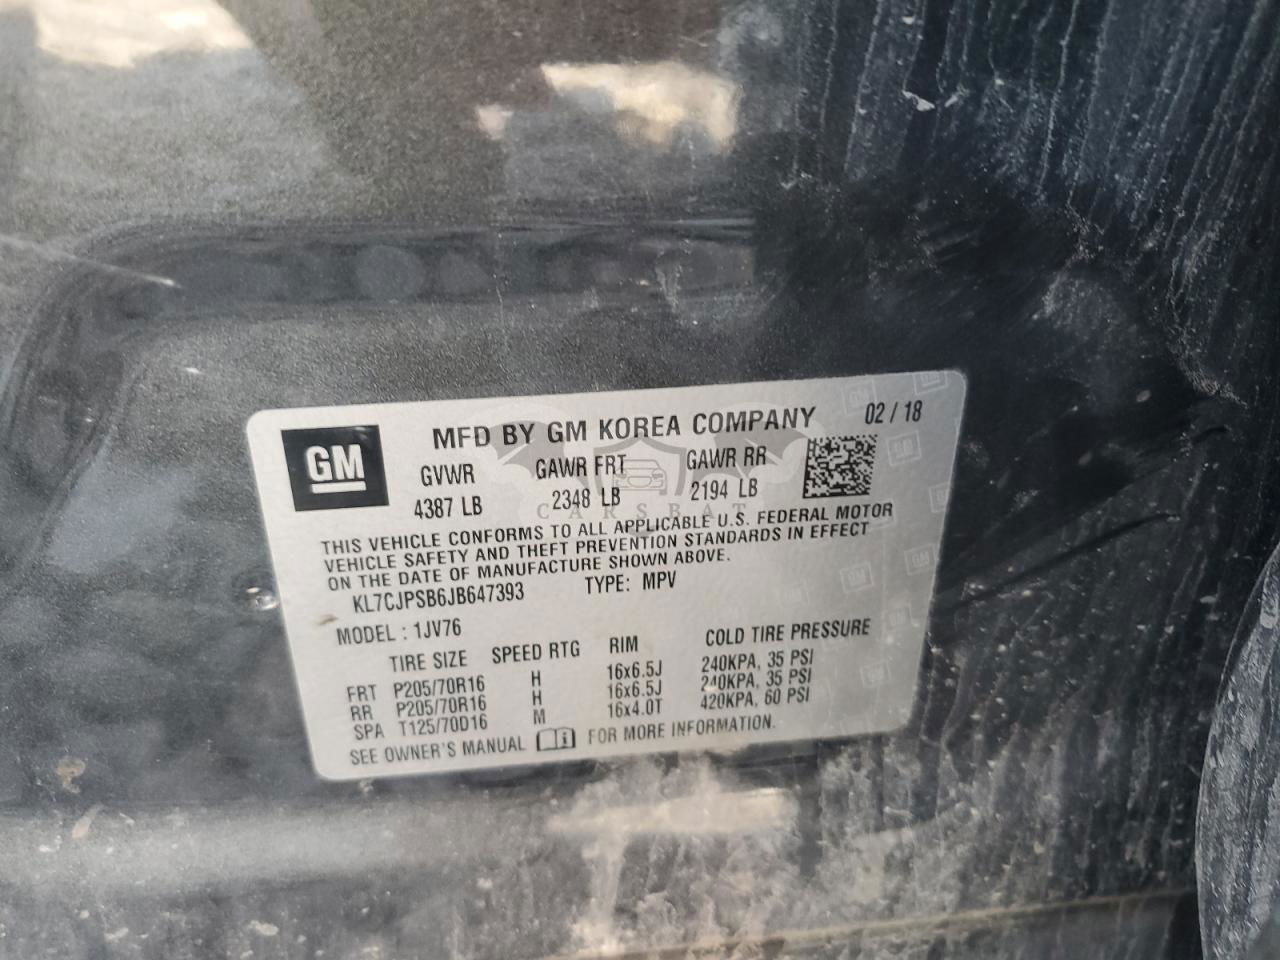 GM
MFD BY GM KOREA COMPANY 02 / 18
GVWR GAWR FRT GAWR RR
4387 LB 2348 LB 2194 LB
CARSBAT
THIS VEHICLE CONFORMS TO ALL APPLICABLE U.S. FEDERAL MOTOR
VEHICLE SAFETY AND THEFT PREVENTION STANDARDS IN EFFECT
ON THE DATE OF MANUFACTURE SHOWN ABOVE.
KL7CJPSB6JB647393 TYPE: MPV
MODEL : 1JV76
TIRE SIZE SPEED RTG RIM COLD TIRE PRESSURE
FRT P205/70R16 H 16x6.5J 240KPA, 35 PSI
RR P205/70R16 H 16x6.5J 240KPA, 35 PSI
SPA T125/70D16 M 16x4.0T 420KPA, 60 PSI
SEE OWNER'S MANUAL FOR MORE INFORMATION.